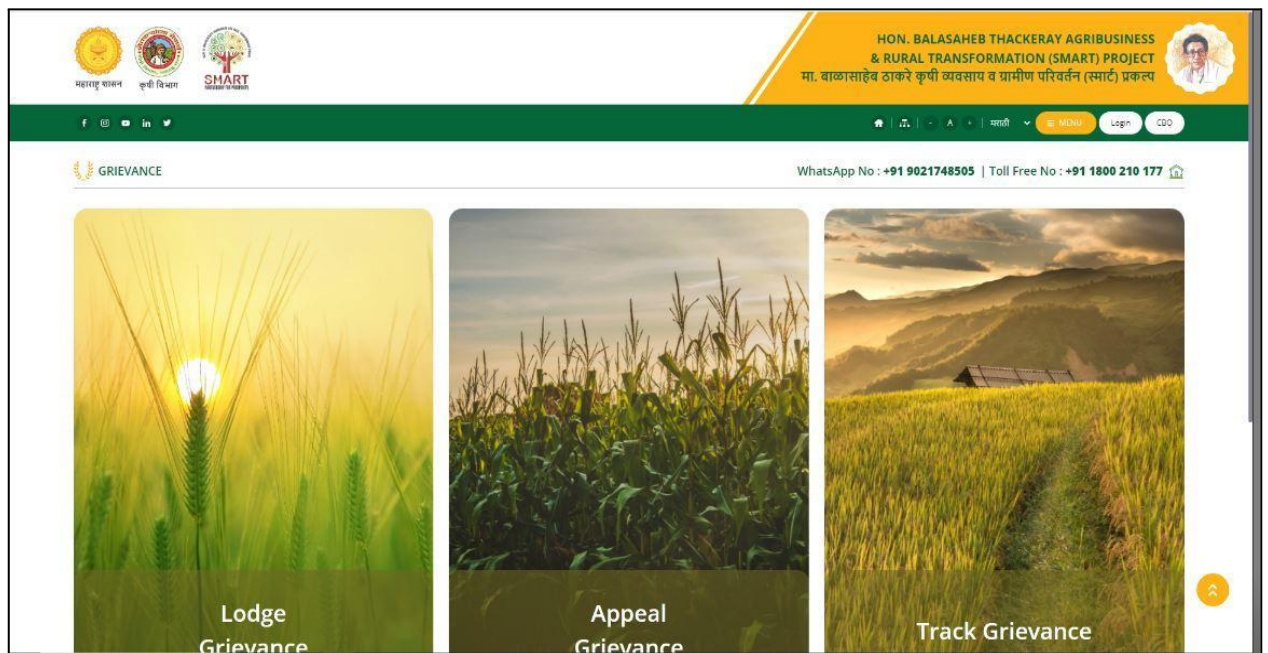 HON. BALASAHEB THACKERAY AGRIBUSINESS
& RURAL TRANSFORMATION (SMART) PROJECT
मा. बाळासाहेब ठाकरे कृषी व्यवसाय व ग्रामीण परिवर्तन (स्मार्ट) प्रकल्प
महाराष्ट्र शासन
कृषी विभाग
SMART
- A + | मराठी
MENU
Login
CBO
GRIEVANCE
WhatsApp No : +91 9021748505 | Toll Free No : +91 1800 210 177
Lodge
Grievance
Appeal
Grievance
Track Grievance